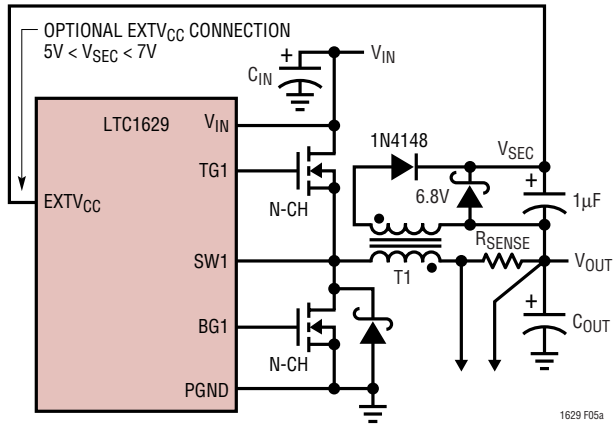 OPTIONAL EXTVCC CONNECTION
5V < VSEC < 7V
VIN
+
CIN
LTC1629
VIN
1N4148
VSEC
TG1
6.8V
+
1µF
EXTVCC
N-CH
RSENSE
SW1
T1
VOUT
+
BG1
COUT
N-CH
PGND
1629 F05a